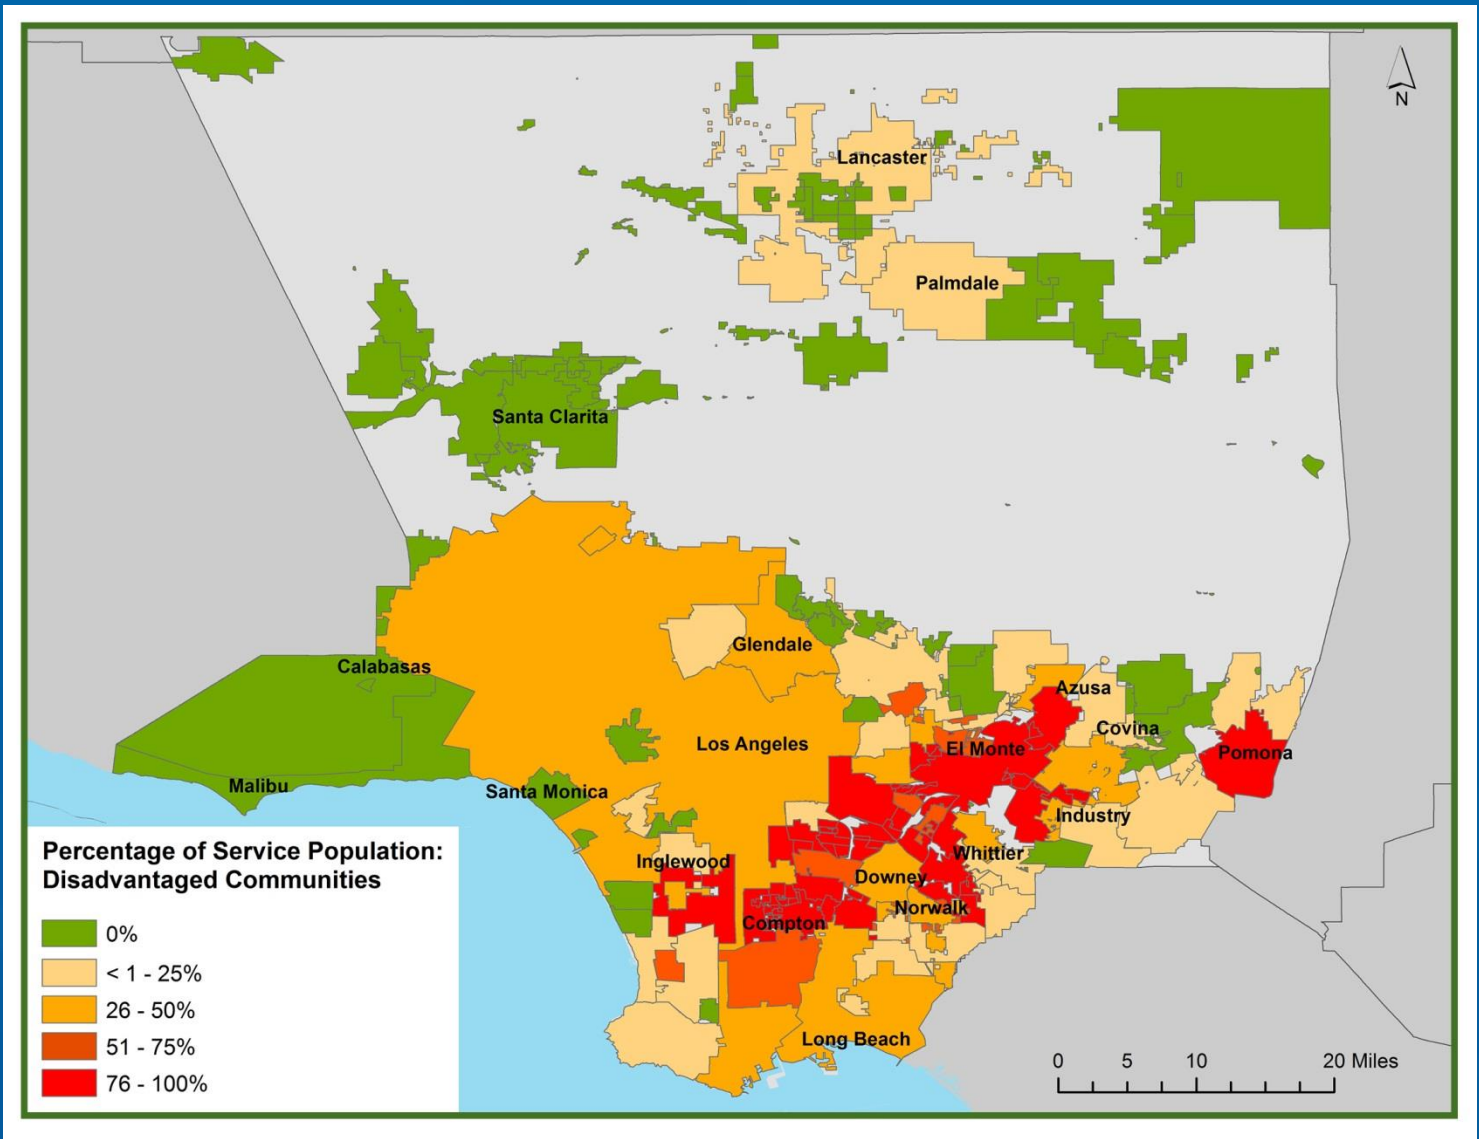 N
Lancaster
Palmdale
Santa Clarita
Glendale
Calabasas
Azusa
Covina
Los Angeles
El Monte
Pomona
Malibu
Santa Monica
Industry
Inglewood
Whittier
Downey
Norwalk
Compton
Long Beach
Percentage of Service Population:
Disadvantaged Communities
0%
< 1 - 25%
26 - 50%
51 - 75%
76 - 100%
0 5 10 20 Miles